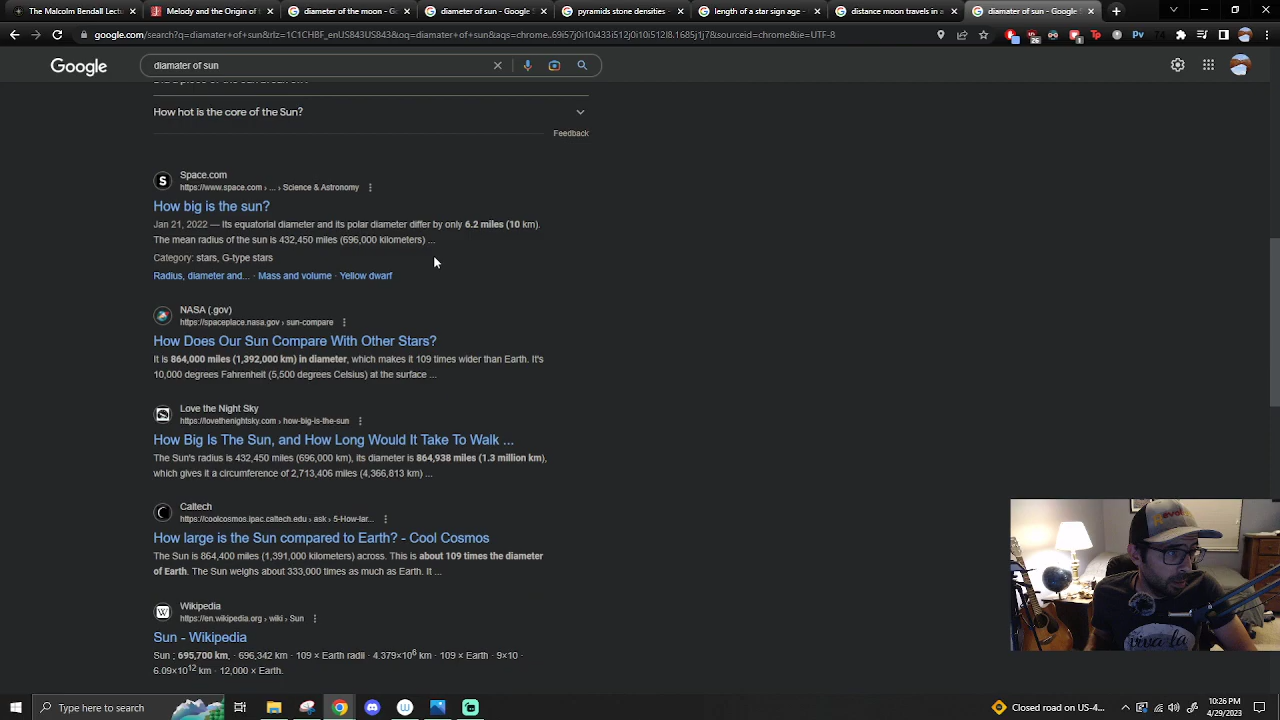 The Malcolm Bendall Lectu
Melody and the Origin of
diameter of the moon - Go
diameter of sun - Google S
pyramids stone densities -
length of a star sign age -
distance moon travels in a
diameter of sun - Google S
google.com/search?q=diamater+of+sun&rlz=1C1CHBF_enUS843US843&oq=diamater+of+sun&aqs=chrome..69i57j0i10i433i512j0i10i512l8.1685j1j7&sourceid=chrome&ie=UTF-8
Google
diamater of sun
How hot is the core of the Sun?
Feedback
Space.com
https://www.space.com › ... › Science & Astronomy
How big is the sun?
Jan 21, 2022 — Its equatorial diameter and its polar diameter differ by only 6.2 miles (10 km).
The mean radius of the sun is 432,450 miles (696,000 kilometers) ...
Category: stars, G-type stars
Radius, diameter and... · Mass and volume · Yellow dwarf
NASA (.gov)
https://spaceplace.nasa.gov › sun-compare
How Does Our Sun Compare With Other Stars?
It is 864,000 miles (1,392,000 km) in diameter, which makes it 109 times wider than Earth. It's
10,000 degrees Fahrenheit (5,500 degrees Celsius) at the surface ...
Love the Night Sky
https://lovethenightsky.com › how-big-is-the-sun
How Big Is The Sun, and How Long Would It Take To Walk ...
The Sun's radius is 432,450 miles (696,000 km), its diameter is 864,938 miles (1.3 million km),
which gives it a circumference of 2,713,406 miles (4,366,813 km) ...
Caltech
https://coolcosmos.ipac.caltech.edu › ask › 5-How-lar...
How large is the Sun compared to Earth? - Cool Cosmos
The Sun is 864,400 miles (1,391,000 kilometers) across. This is about 109 times the diameter
of Earth. The Sun weighs about 333,000 times as much as Earth. It ...
Wikipedia
https://en.wikipedia.org › wiki › Sun
Sun - Wikipedia
Sun ; 695,700 km, · 696,342 km · 109 × Earth radii · 4.379×10⁶ km · 109 × Earth · 9×10 ·
6.09×10¹² km · 12,000 × Earth.
viva la
Type here to search
Closed road on US-4...
10:26 PM
4/29/2023